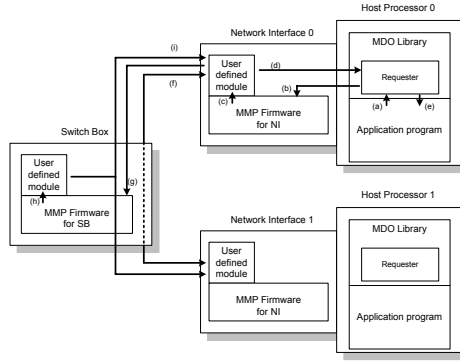 Host Processor 0
Network Interface 0
MDO Library
(i)
User
defined
module
(d)
Requester
(f)
(b)
(c)
(a)
(e)
MMP Firmware
for NI
Application program
Switch Box
User
defined
module
(g)
(h)
MMP Firmware
for SB
Host Processor 1
Network Interface 1
MDO Library
User
defined
module
Requester
MMP Firmware
for NI
Application program